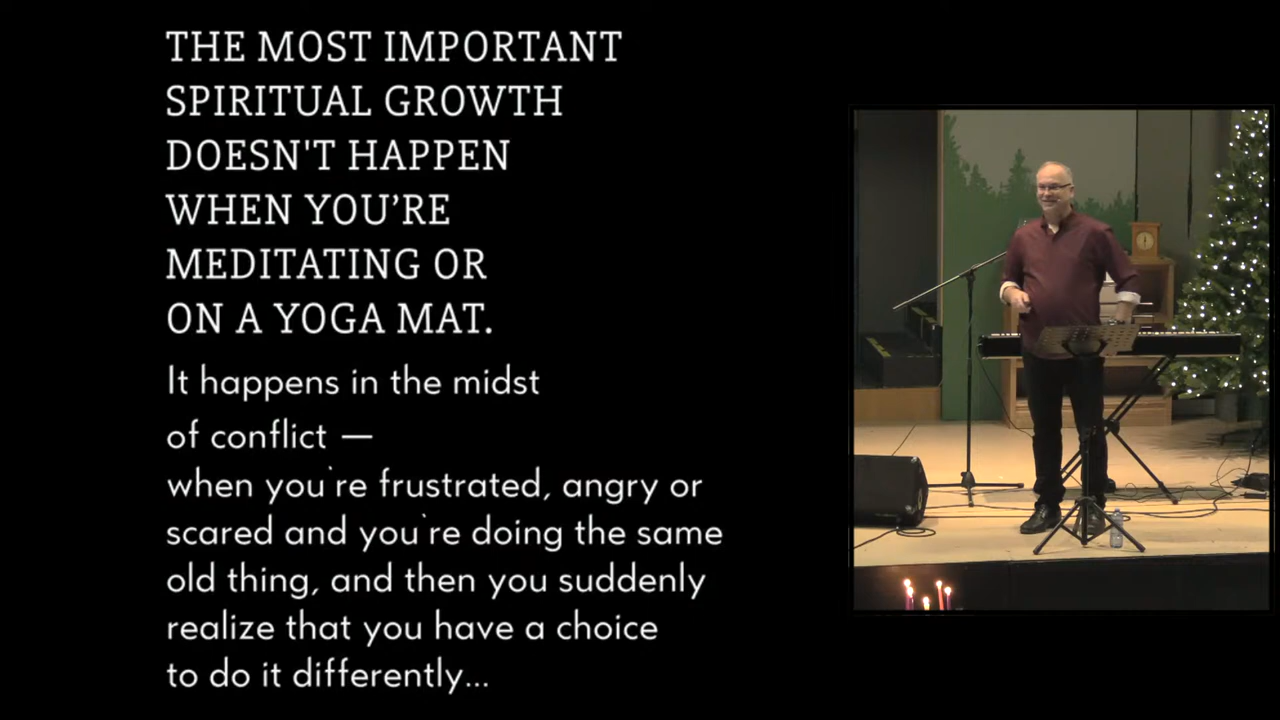 THE MOST IMPORTANT
SPIRITUAL GROWTH
DOESN'T HAPPEN
WHEN YOU’RE
MEDITATING OR
ON A YOGA MAT.
It happens in the midst
of conflict —
when you`re frustrated, angry or
scared and you`re doing the same
old thing, and then you suddenly
realize that you have a choice
to do it differently...